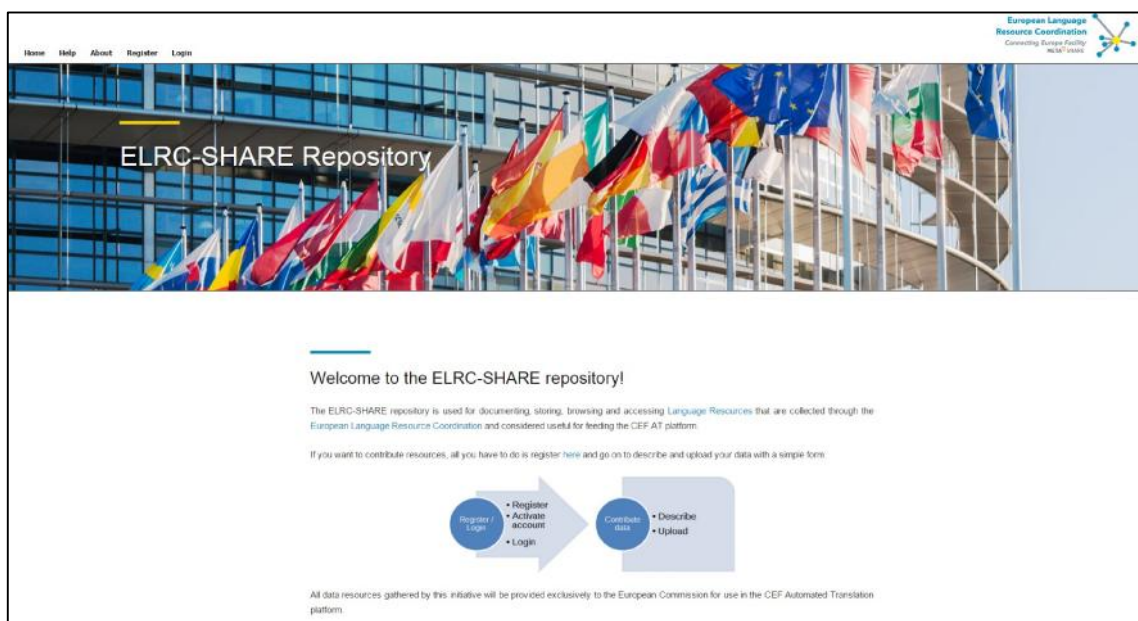 European Language
Resource Coordination
Connecting Europe Facility
META SHARE
Home Help About Register Login
ELRC-SHARE Repository
Welcome to the ELRC-SHARE repository!
The ELRC-SHARE repository is used for documenting, storing, browsing and accessing Language Resources that are collected through the
European Language Resource Coordination and considered useful for feeding the CEF AT platform.
If you want to contribute resources, all you have to do is register here and go on to describe and upload your data with a simple form:
Register /
Login
• Register
• Activate
account
• Login
Contribute
data
• Describe
• Upload
All data resources gathered by this initiative will be provided exclusively to the European Commission for use in the CEF Automated Translation
platform.